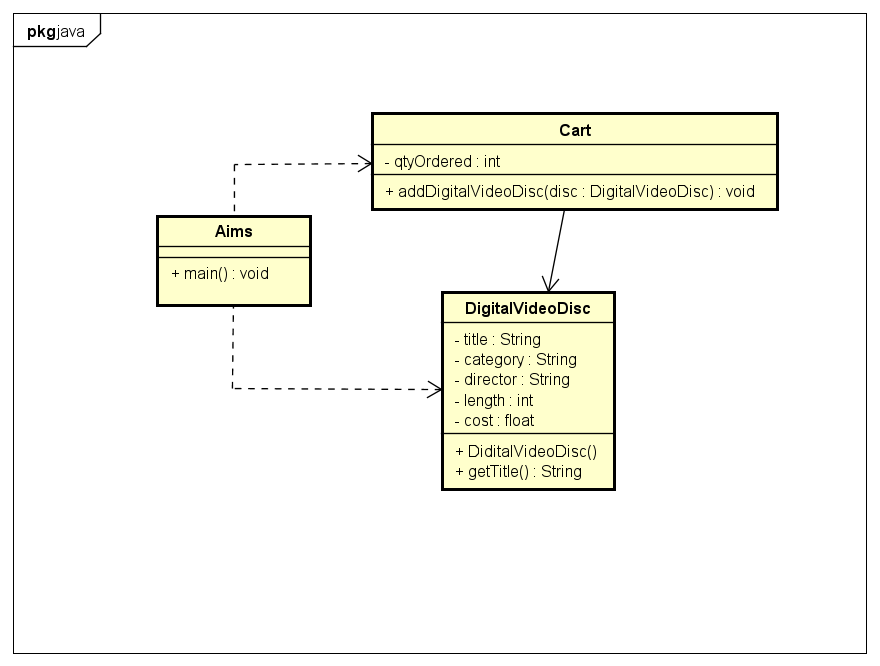 pkgjava
Cart
- qtyOrdered : int
+ addDigitalVideoDisc(disc : DigitalVideoDisc) : void
Aims
+ main() : void
DigitalVideoDisc
- title : String
- category : String
- director : String
- length : int
- cost : float
+ DiditalVideoDisc()
+ getTitle() : String